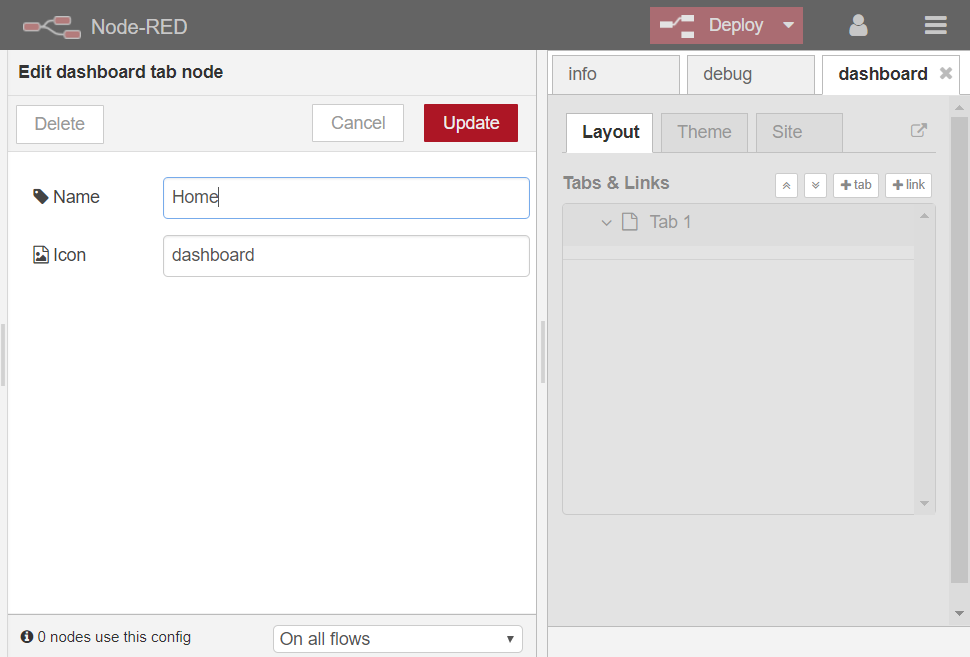 Node-RED
Deploy
Edit dashboard tab node
Delete
Cancel
Update
Name
Home
Icon
dashboard
0 nodes use this config
On all flows
info
debug
dashboard
Layout
Theme
Site
Tabs & Links
tab
link
Tab 1